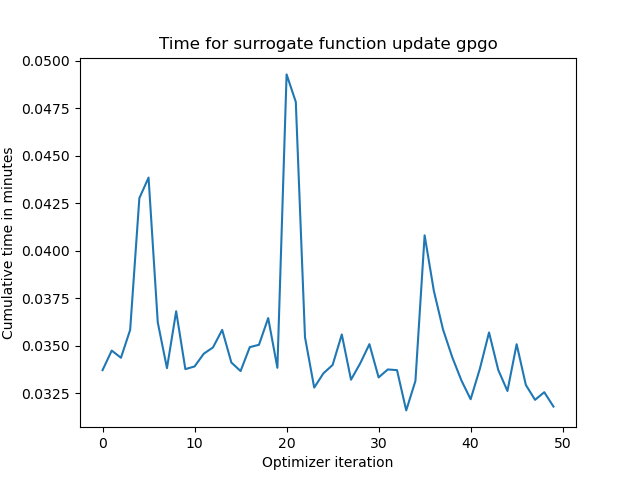 Time for surrogate function update gpgo
Cumulative time in minutes
0.0500
0.0475
0.0450
0.0425
0.0400
0.0375
0.0350
0.0325
0 10 20 30 40 50
Optimizer iteration